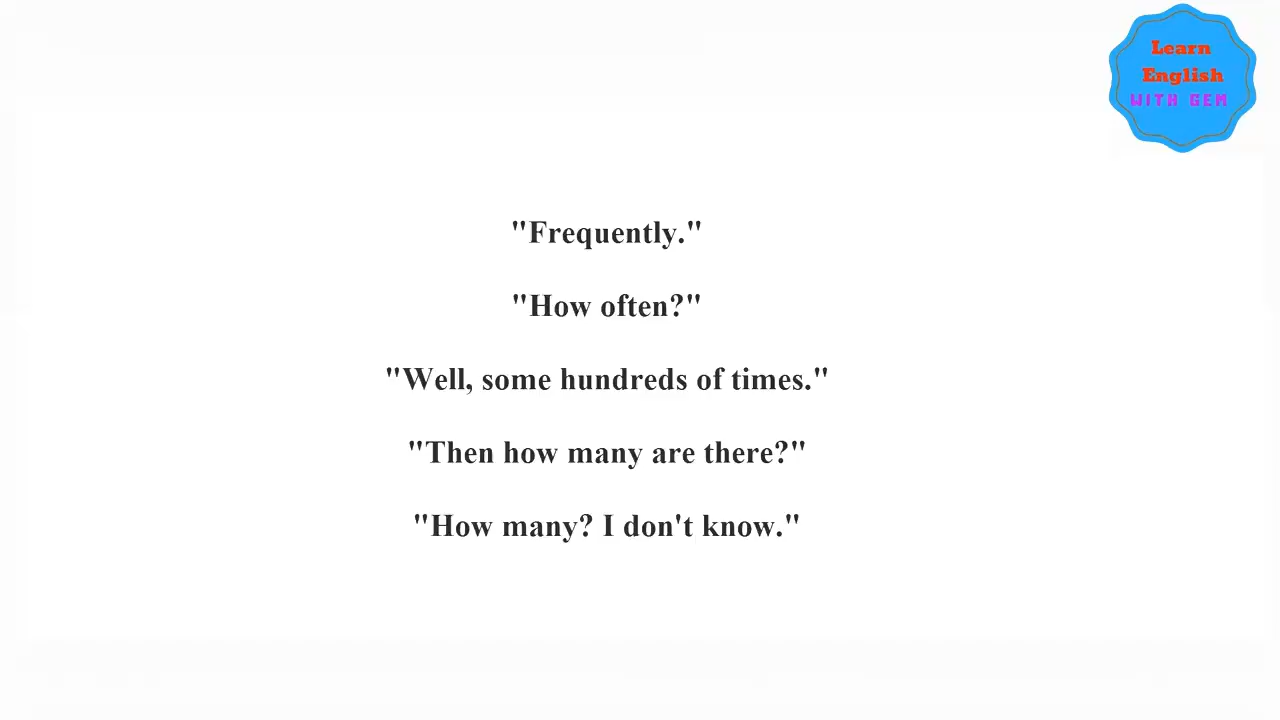 Learn
English
WITH GEM
"Frequently."
"How often?"
"Well, some hundreds of times."
"Then how many are there?"
"How many? I don't know."